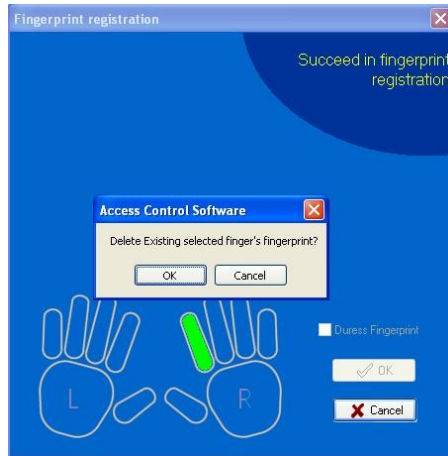 Fingerprint registration
Succeed in fingerprint
registration
Access Control Software
Delete Existing selected finger's fingerprint?
OK
Cancel
L
R
Duress Fingerprint
OK
Cancel